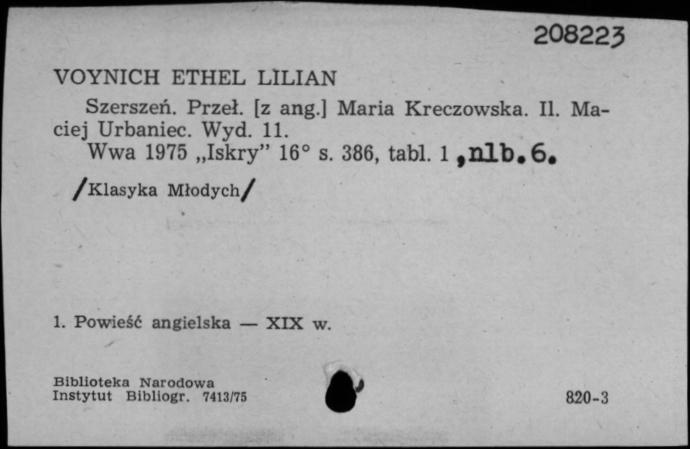 208223
VOYNICH ETHEL LILIAN
Szerszeń. Przeł. [z ang.] Maria Kreczowska. Il. Ma-
ciej Urbaniec. Wyd. 11.
Wwa 1975 „Iskry” 16° s. 386, tabl. 1 ,nlb.6.
/Klasyka Młodych/
1. Powieść angielska — XIX w.
Biblioteka Narodowa
Instytut Bibliogr. 7413/75
820-3